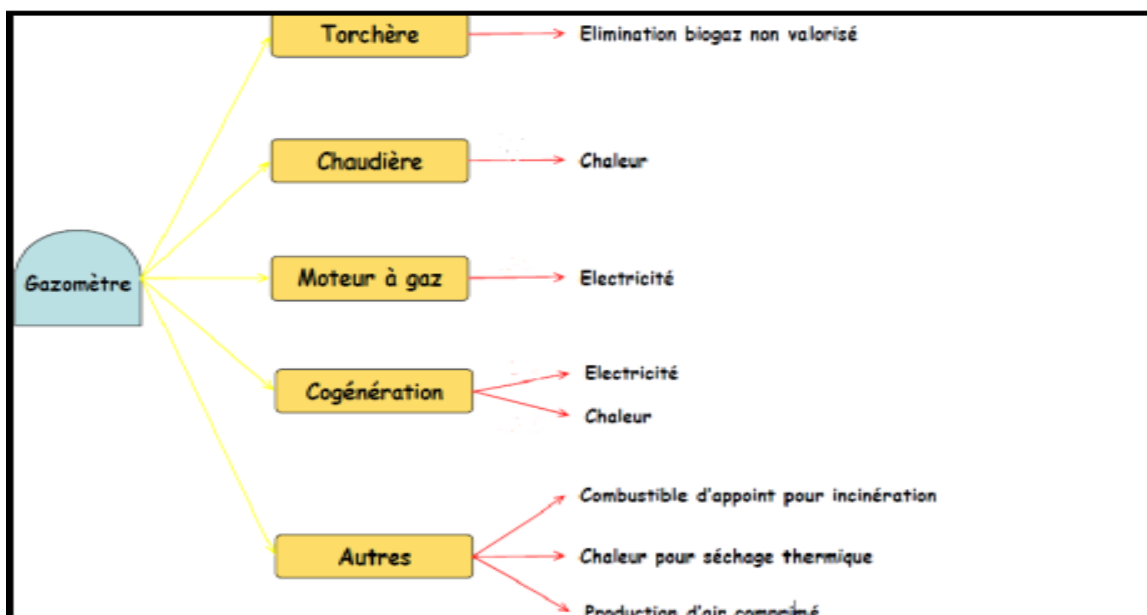 Torchère
Elimination biogaz non valorisé
Chaudière
Chaleur
Gazomètre
Moteur à gaz
Electricité
Cogénération
Electricité
Chaleur
Autres
Combustible d'appoint pour incinération
Chaleur pour séchage thermique
Production d'air comprimé